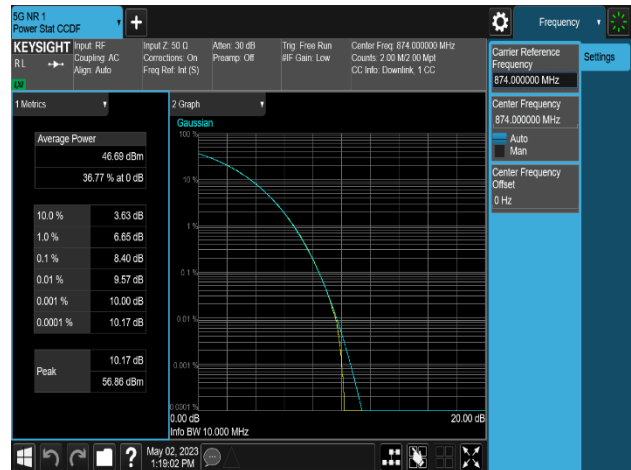 5G NR 1
Power Stat CCDF
Frequency
KEYSIGHT
RL
LXI
Input: RF
Coupling: AC
Align: Auto
Input Z: 50 Ω
Corrections: On
Freq Ref: Int (S)
Atten: 30 dB
Preamp: Off
Trig: Free Run
#IF Gain: Low
Center Freq: 874.000000 MHz
Counts: 2.00 M/2.00 Mpt
CC Info: Downlink, 1 CC
Carrier Reference
Frequency
874.000000 MHz
Settings
Center Frequency
874.000000 MHz
Auto
Man
Center Frequency
Offset
0 Hz
1 Metrics
Average Power
46.69 dBm
36.77 % at 0 dB
10.0 % 3.63 dB
1.0 % 6.65 dB
0.1 % 8.40 dB
0.01 % 9.57 dB
0.001 % 10.00 dB
0.0001 % 10.17 dB
Peak
10.17 dB
56.86 dBm
2 Graph
Gaussian
100 %
10 %
1 %
0.1 %
0.01 %
0.001 %
0.0001 %
0.00 dB
20.00 dB
Info BW 10.000 MHz
?
May 02, 2023
1:19:02 PM